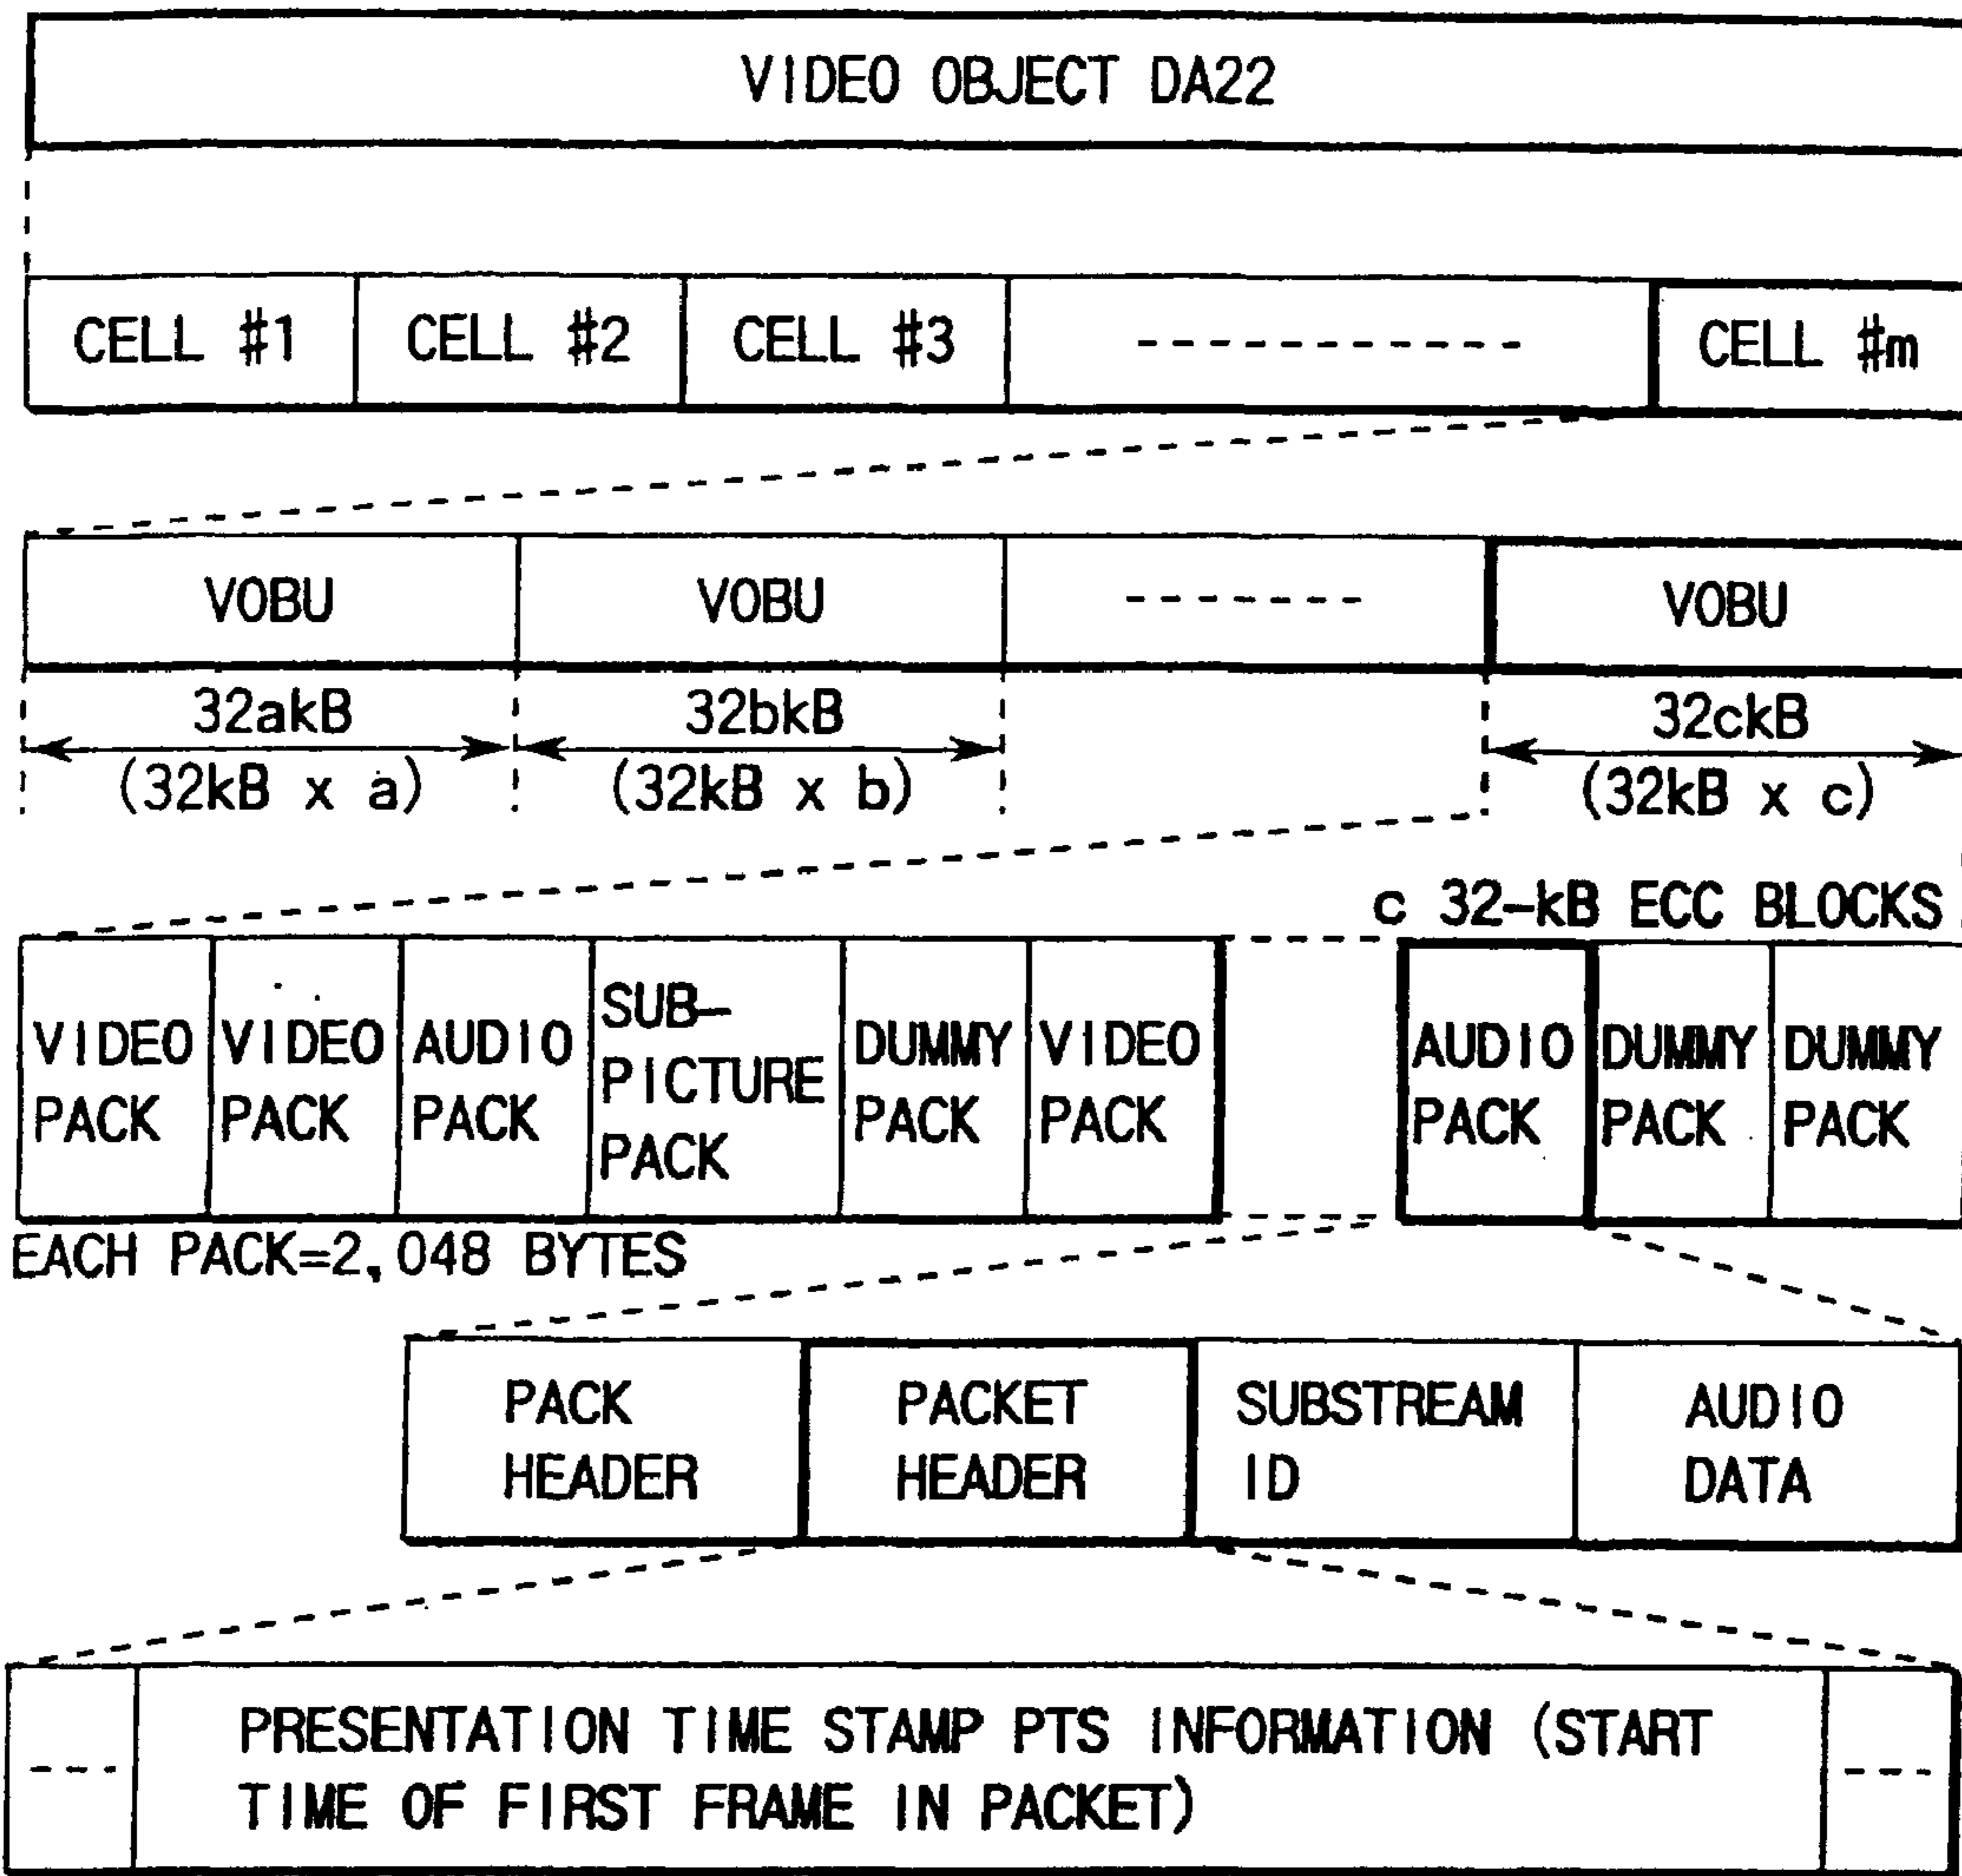 VIDEO OBJECT DA22
CELL #1 CELL #2 CELL #3 ------------ CELL #m
VOBU VOBU ------- VOBU
32akB 32bkB 32ckB
(32kB x a) (32kB x b) (32kB x c)
c 32-kB ECC BLOCKS
VIDEO PACK
VIDEO PACK
AUDIO PACK
SUB-
PICTURE
PACK
DUMMY PACK
VIDEO PACK
AUDIO PACK
DUMMY PACK
DUMMY PACK
EACH PACK=2,048 BYTES
PACK
HEADER
PACKET
HEADER
SUBSTREAM
ID
AUDIO
DATA
--- PRESENTATION TIME STAMP PTS INFORMATION (START
TIME OF FIRST FRAME IN PACKET) ---